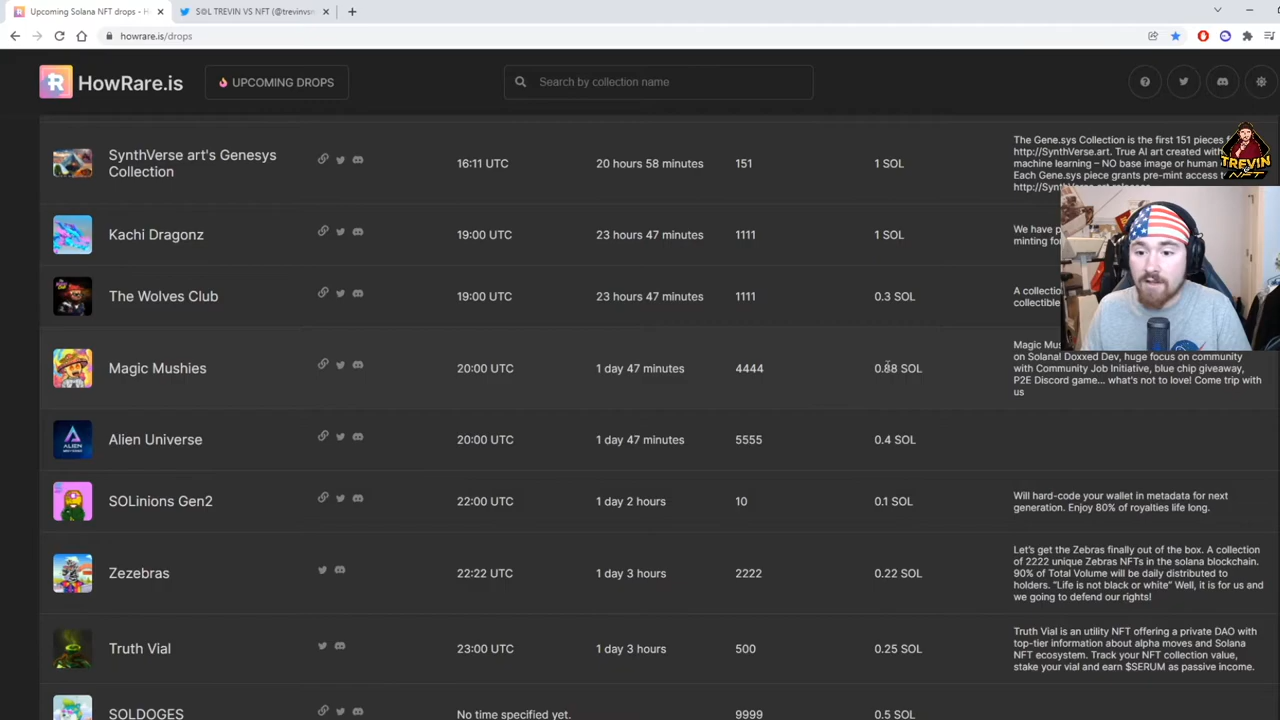 Upcoming Solana NFT drops - H
S◎L TREVIN VS NFT (@trevinvsn
howrare.is/drops
HowRare.is
UPCOMING DROPS
Search by collection name
SynthVerse art's Genesys Collection
16:11 UTC
20 hours 58 minutes
151
1 SOL
The Gene.sys Collection is the first 151 pieces
http://SynthVerse.art. True AI art created with
machine learning – NO base image or human
Each Gene.sys piece grants pre-mint access
TREVIN
NFT
Kachi Dragonz
19:00 UTC
23 hours 47 minutes
1111
1 SOL
We have
minting for
The Wolves Club
19:00 UTC
23 hours 47 minutes
1111
0.3 SOL
A collection
collectible
Magic Mushies
20:00 UTC
1 day 47 minutes
4444
0.88 SOL
Magic
on Solana! Doxxed Dev, huge focus on community
with Community Job Initiative, blue chip giveaway,
P2E Discord game... what's not to love! Come trip with
us
Alien Universe
20:00 UTC
1 day 47 minutes
5555
0.4 SOL
ALIEN
SOLinions Gen2
22:00 UTC
1 day 2 hours
10
0.1 SOL
Will hard-code your wallet in metadata for next
generation. Enjoy 80% of royalties life long.
Zezebras
22:22 UTC
1 day 3 hours
2222
0.22 SOL
Let's get the Zebras finally out of the box. A collection
of 2222 unique Zebras NFTs in the solana blockchain.
90% of Total Volume will be daily distributed to
holders. "Life is not black or white" Well, it is for us and
we going to defend our rights!
Truth Vial
23:00 UTC
1 day 3 hours
500
0.25 SOL
Truth Vial is an utility NFT offering a private DAO with
top-tier information about alpha moves and Solana
NFT ecosystem. Track your NFT collection value,
stake your vial and earn $SERUM as passive income.
SOLDOGES
No time specified yet.
9999
0.5 SOL